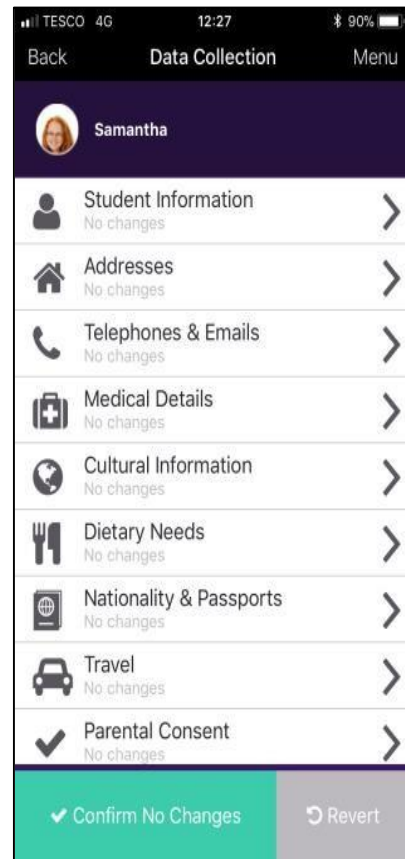 TESCO 4G 12:27 90%
Back Data Collection Menu
Samantha
Student Information
No changes
Addresses
No changes
Telephones & Emails
No changes
Medical Details
No changes
Cultural Information
No changes
Dietary Needs
No changes
Nationality & Passports
No changes
Travel
No changes
Parental Consent
No changes
Confirm No Changes Revert